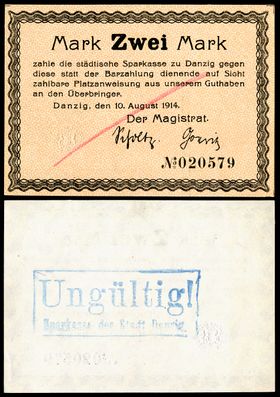 Mark Zwei Mark
zahle die städtische Sparkasse zu Danzig gegen
diese statt der Barzahlung dienende auf Sicht
zahlbare Platzanweisung aus unserem Guthaben
an den Überbringer.
Danzig, den 10. August 1914.
Der Magistrat.
Scholtz.
№020579
Ungültig!
Sparkasse der Stadt Danzig